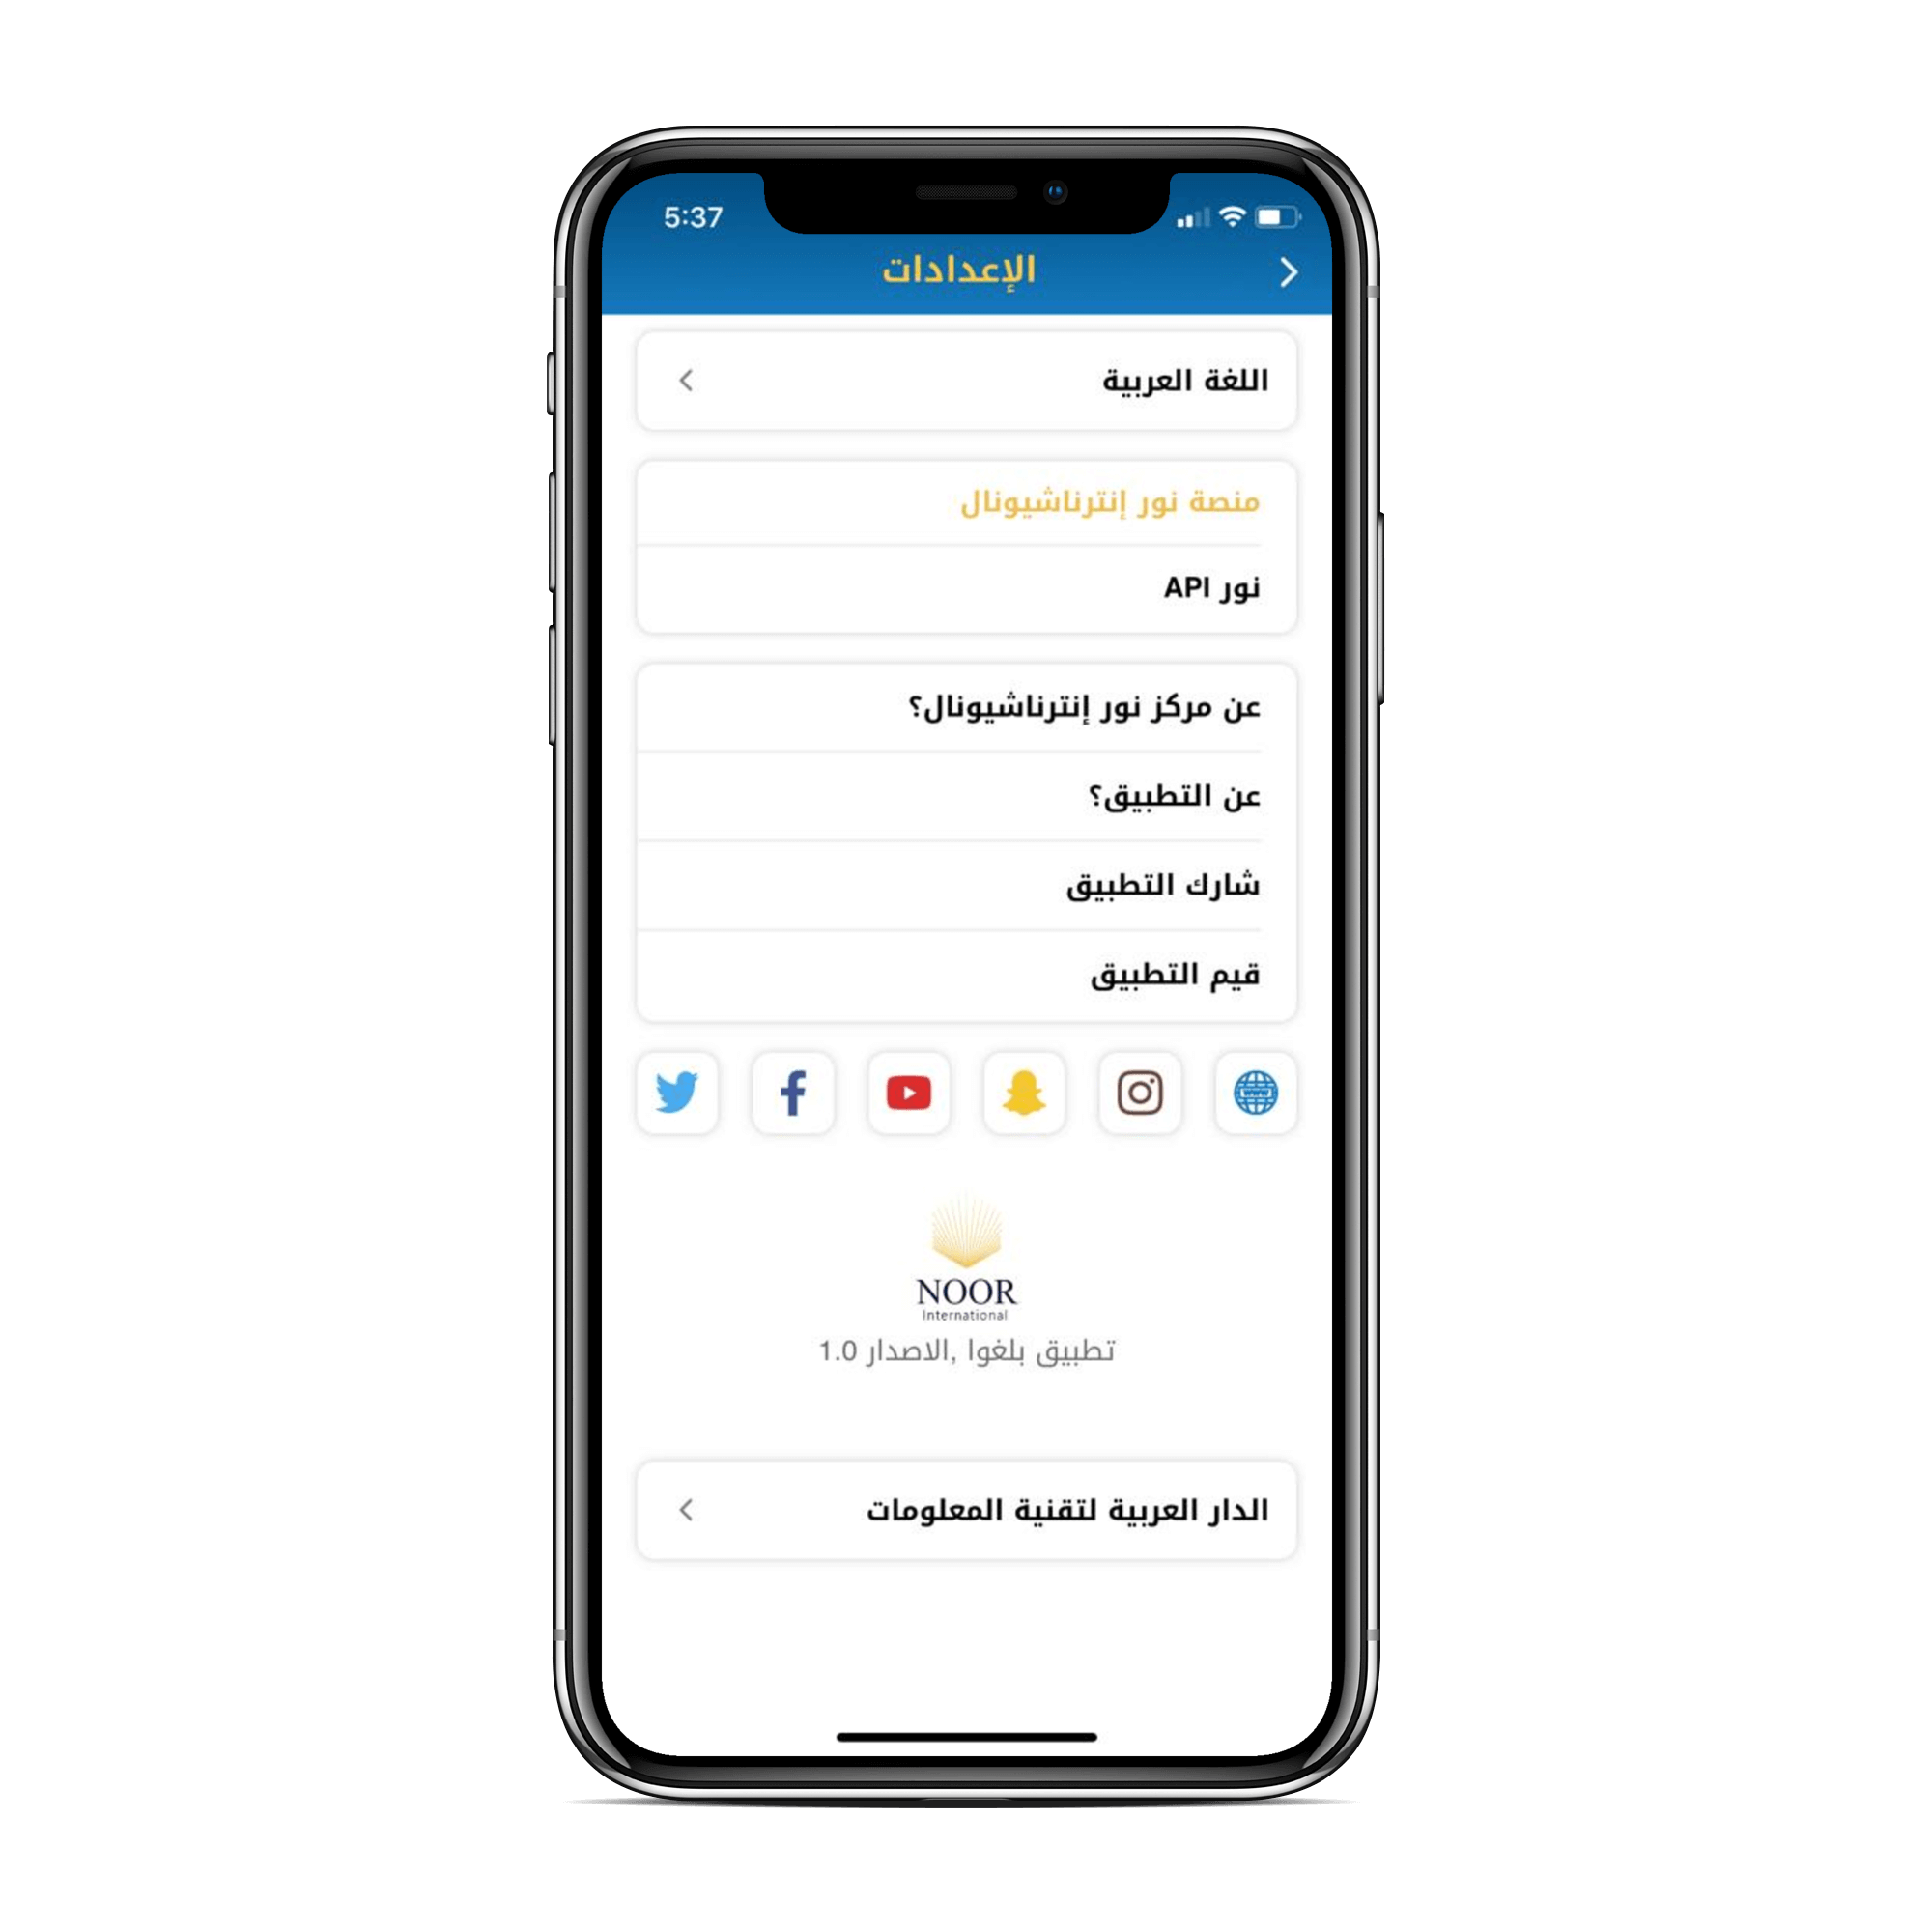 5:37
الإعدادات
اللغة العربية
منصة نور إنترناشيونال
نور API
عن مركز نور إنترناشيونال؟
عن التطبيق؟
شارك التطبيق
قيم التطبيق
www
NOOR
International
تطبيق بلغوا ,الاصدار 1.0
الدار العربية لتقنية المعلومات